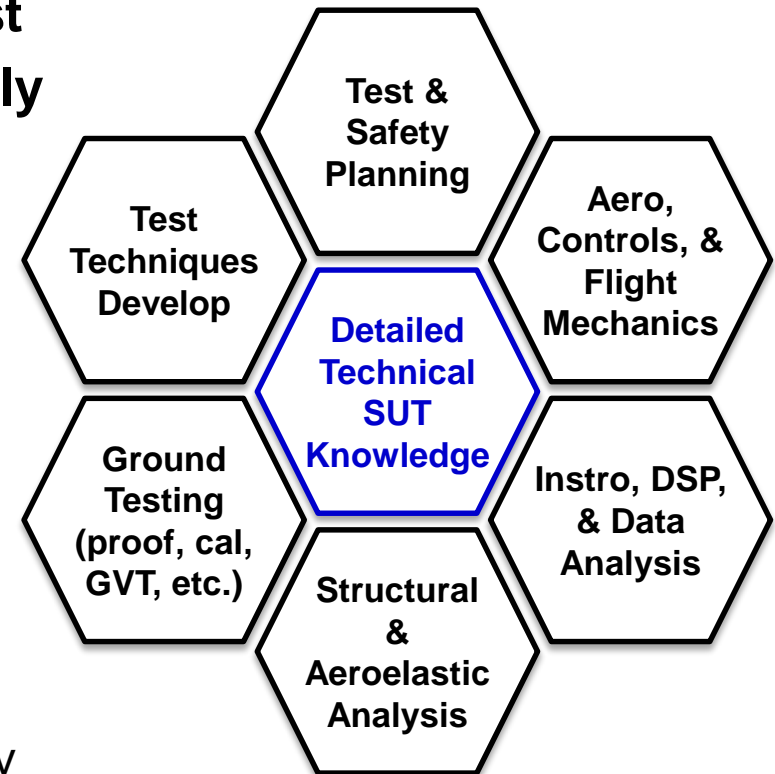 st
ly
Test &
Safety
Planning
Test
Techniques
Develop
Aero,
Controls, &
Flight
Mechanics
Detailed
Technical
SUT
Knowledge
Ground
Testing
(proof, cal,
GVT, etc.)
Instro, DSP,
& Data
Analysis
Structural
&
Aeroelastic
Analysis